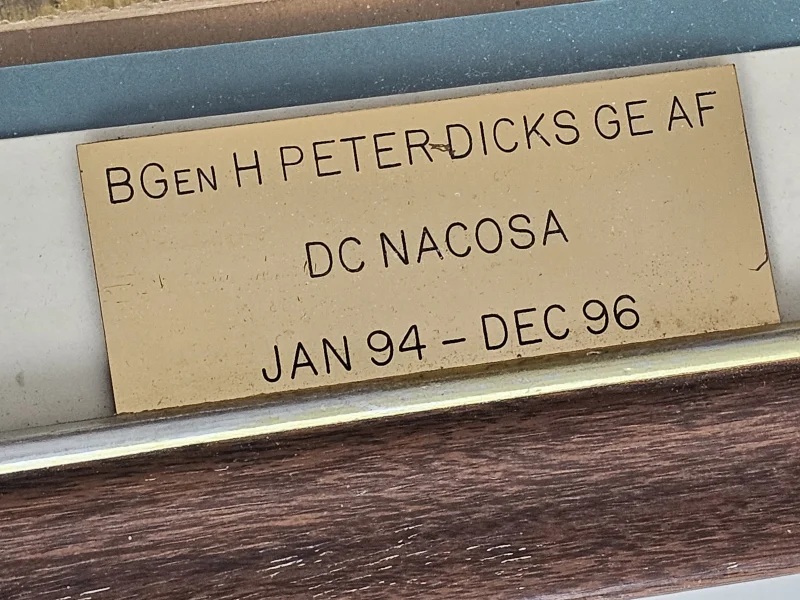 BGEN H PETER DICKS GE AF
DC NACOSA
JAN 94 – DEC 96